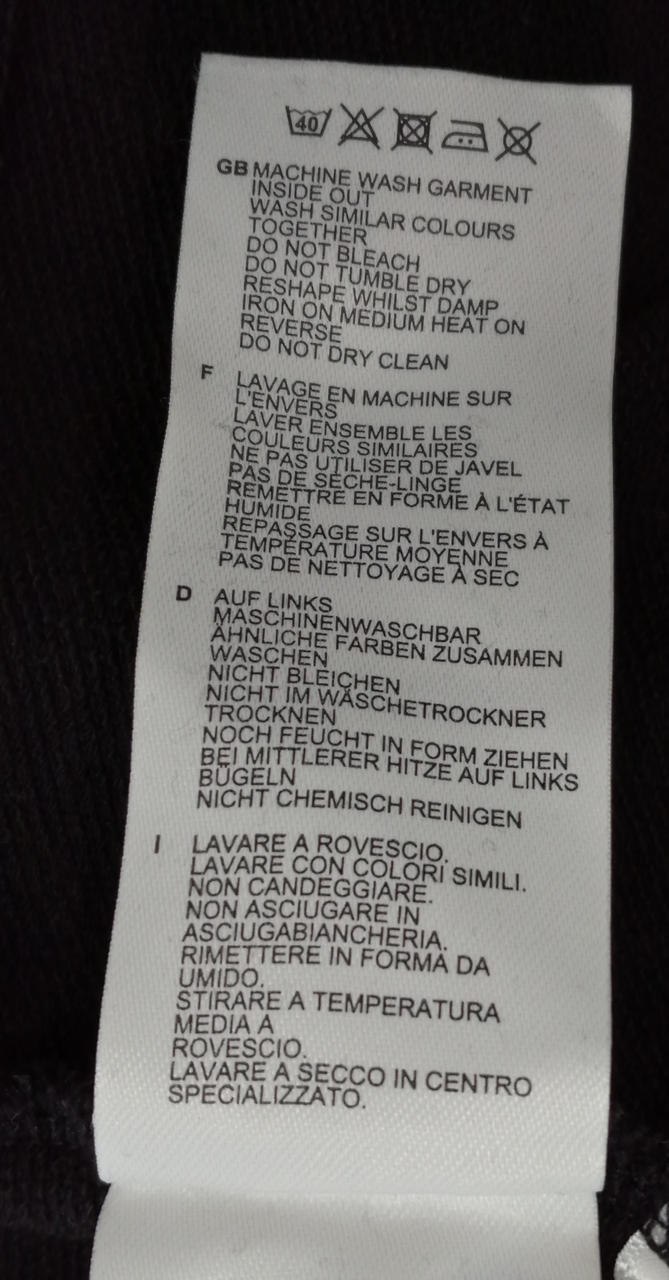 40
GB MACHINE WASH GARMENT
INSIDE OUT
WASH SIMILAR COLOURS
TOGETHER
DO NOT BLEACH
DO NOT TUMBLE DRY
RESHAPE WHILST DAMP
IRON ON MEDIUM HEAT ON
REVERSE
DO NOT DRY CLEAN
F LAVAGE EN MACHINE SUR
L'ENVERS
LAVER ENSEMBLE LES
COULEURS SIMILAIRES
NE PAS UTILISER DE JAVEL
PAS DE SÈCHE-LINGE
REMETTRE EN FORME À L'ÉTAT
HUMIDE
REPASSAGE SUR L'ENVERS À
TEMPÉRATURE MOYENNE
PAS DE NETTOYAGE À SEC
D AUF LINKS
MASCHINENWASCHBAR
ÄHNLICHE FARBEN ZUSAMMEN
WASCHEN
NICHT BLEICHEN
NICHT IM WÄSCHETROCKNER
TROCKNEN
NOCH FEUCHT IN FORM ZIEHEN
BEI MITTLERER HITZE AUF LINKS
BÜGELN
NICHT CHEMISCH REINIGEN
I LAVARE A ROVESCIO.
LAVARE CON COLORI SIMILI.
NON CANDEGGIARE.
NON ASCIUGARE IN
ASCIUGABIANCHERIA.
RIMETTERE IN FORMA DA
UMIDO.
STIRARE A TEMPERATURA
MEDIA A
ROVESCIO.
LAVARE A SECCO IN CENTRO
SPECIALIZZATO.